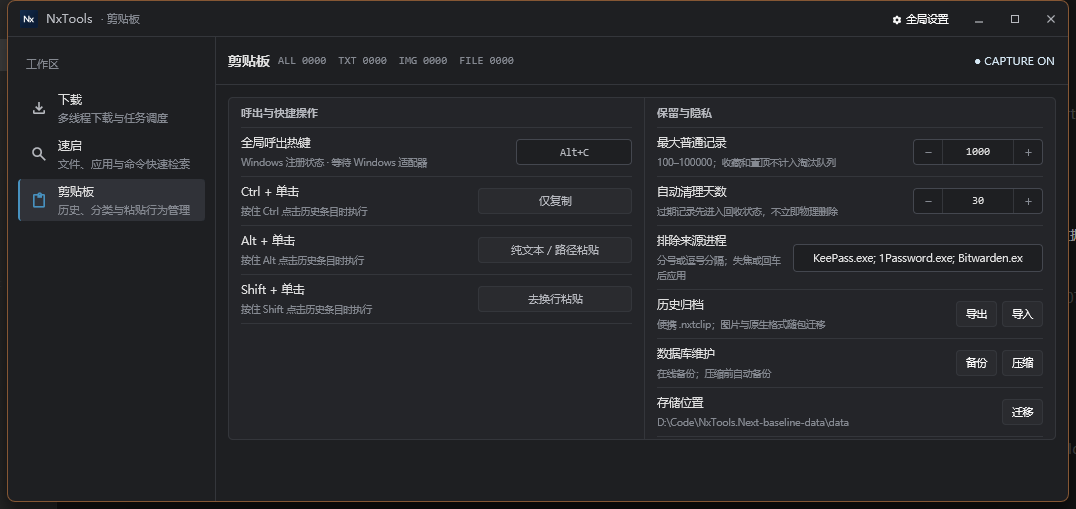 Nx NxTools · 剪贴板
全局设置
工作区
下载
多线程下载与任务调度
速启
文件、应用与命令快速检索
剪贴板
历史、分类与粘贴行为管理
剪贴板 ALL 0000 TXT 0000 IMG 0000 FILE 0000
CAPTURE ON
呼出与快捷操作
全局呼出热键
Windows 注册状态 · 等待 Windows 适配器
Alt+C
Ctrl + 单击
按住 Ctrl 点击历史条目时执行
仅复制
Alt + 单击
按住 Alt 点击历史条目时执行
纯文本 / 路径粘贴
Shift + 单击
按住 Shift 点击历史条目时执行
去换行粘贴
保留与隐私
最大普通记录
100–100000；收藏和置顶不计入淘汰队列
− 1000 +
自动清理天数
过期记录先进入回收状态，不立即物理删除
− 30 +
排除来源进程
分号或逗号分隔；失焦或回车
后应用
KeePass.exe; 1Password.exe; Bitwarden.ex
历史归档
便携 .nxtclip；图片与原生格式随包迁移
导出 导入
数据库维护
在线备份；压缩前自动备份
备份 压缩
存储位置
D:\Code\NxTools.Next-baseline-data\data
迁移